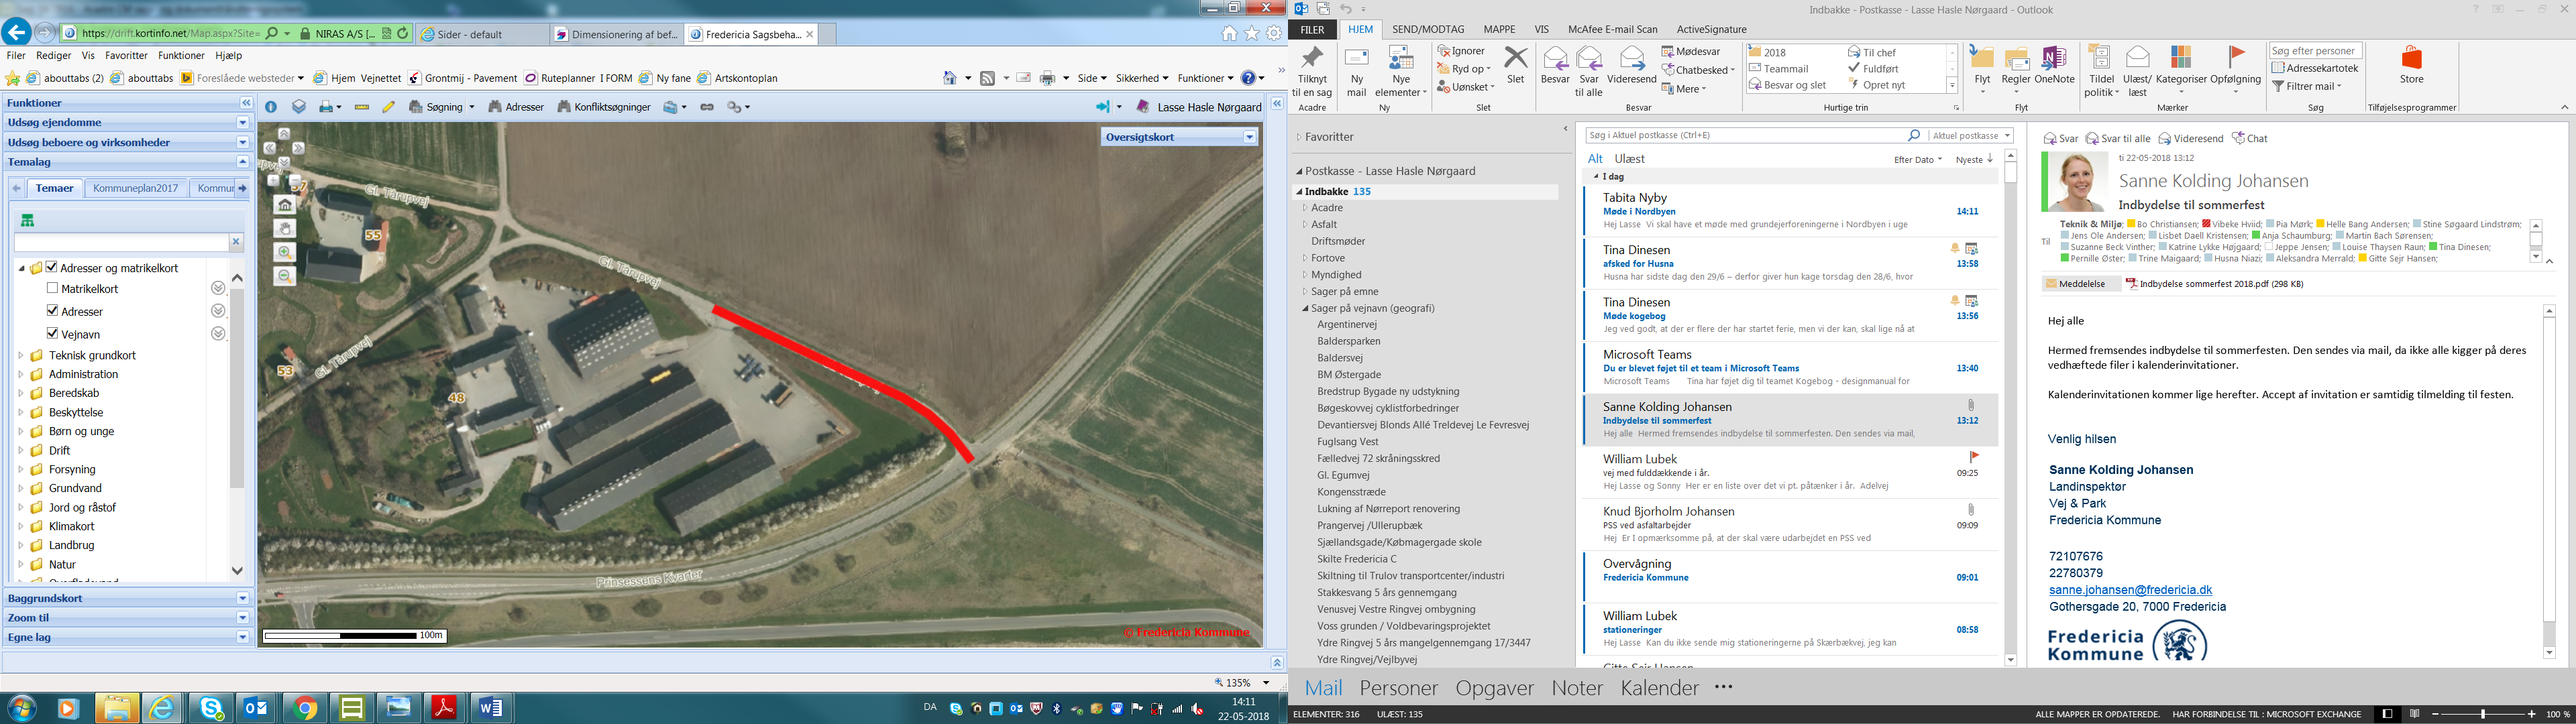 https://drift.kortinfo.net/Map.aspx?Site=
NIRAS A/S [...
Sider - default
Dimensionering af bef...
Fredericia Sagsbeha...
Filer Rediger Vis Favoritter Funktioner Hjælp
abouttabs (2) abouttabs Foreslåede websteder Hjem Vejnettet Grontmij - Pavement Ruteplanner I FORM Ny fane Artskontoplan
Side Sikkerhed Funktioner
Funktioner
Udsøg ejendomme
Udsøg beboere og virksomheder
Temalag
Temaer Kommuneplan2017 Kommur
Adresser og matrikelkort
Matrikelkort
Adresser
Vejnavn
Teknisk grundkort
Administration
Beredskab
Beskyttelse
Børn og unge
Drift
Forsyning
Grundvand
Jord og råstof
Klimakort
Landbrug
Natur
Baggrundskort
Zoom til
Egne lag
Søgning Adresser Konfliktsøgninger
Lasse Hasle Nørgaard
Oversigtskort
Gl. Tårupvej
57
55
Gl. Tårupvej
Gl. Tårupvej
53
48
Prinsessens Kvarter
100m
© Fredericia Kommune
135%
DA
14:11
22-05-2018
Indbakke - Postkasse - Lasse Hasle Nørgaard - Outlook
FILER HJEM SEND/MODTAG MAPPE VIS McAfee E-mail Scan ActiveSignature
Tilknyt til en sag
Acadre
Ny mail
Nye elementer
Ny
Ignorer
Ryd op
Uønsket
Slet
Slet
Besvar
Svar til alle
Videresend
Mødesvar
Chatbesked
Mere
Besvar
2018
Teammail
Besvar og slet
Til chef
Fuldført
Opret nyt
Hurtige trin
Flyt
Regler
OneNote
Flyt
Tildel politik
Ulæst/ læst
Kategoriser
Opfølgning
Mærker
Søg efter personer
Adressekartotek
Filtrer mail
Søg
Store
Tilføjelsesprogrammer
Favoritter
Postkasse - Lasse Hasle Nørgaard
Indbakke 135
Acadre
Asfalt
Driftsmøder
Fortove
Myndighed
Sager på emne
Sager på vejnavn (geografi)
Argentinervej
Baldersparken
Baldersvej
BM Østergade
Bredstrup Bygade ny udstykning
Bøgeskovvej cyklistforbedringer
Devantiersvej Blonds Allé Treldevej Le Fevresvej
Fuglsang Vest
Fælledvej 72 skråningsskred
Gl. Egumvej
Kongensstræde
Lukning af Nørreport renovering
Prangervej /Ullerupbæk
Sjællandsgade/Købmagergade skole
Skilte Fredericia C
Skiltning til Trulov transportcenter/industri
Stakkesvang 5 års gennemgang
Venusvej Vestre Ringvej ombygning
Voss grunden / Voldbevaringsprojektet
Ydre Ringvej 5 års mangelgennemgang 17/3447
Ydre Ringvej/Vejlbyvej
Søg i Aktuel postkasse (Ctrl+E)
Aktuel postkasse
Alt Ulæst
Efter Dato Nyeste
I dag
Tabita Nyby
Møde i Nordbyen 14:11
Hej Lasse Vi skal have et møde med grundejerforeningerne i Nordbyen i uge
Tina Dinesen
afsked for Husna 13:58
Husna har sidste dag den 29/6 – derfor giver hun kage torsdag den 28/6, hvor
Tina Dinesen
Møde kogebog 13:56
Jeg ved godt, at der er flere der har startet ferie, men vi der kan, skal lige nå at
Microsoft Teams
Du er blevet føjet til et team i Microsoft Teams 13:40
Microsoft Teams Tina har føjet dig til teamet Kogebog - designmanual for
Sanne Kolding Johansen
Indbydelse til sommerfest 13:12
Hej alle Hermed fremsendes indbydelse til sommerfesten. Den sendes via mail,
William Lubek
vej med fulddækkende i år. 09:25
Hej Lasse og Sonny Her er en liste over det vi pt. påtænker i år. Adelvej
Knud Bjorholm Johansen
PSS ved asfaltarbejder 09:09
Hej Er I opmærksomme på, at der skal være udarbejdet en PSS ved
Overvågning
Fredericia Kommune 09:01
William Lubek
stationeringer 08:58
Hej Lasse Kan du ikke sende mig stationeringerne på Skærbækvej, jeg kan
Gitte Sejr Hansen
Svar Svar til alle Videresend Chat
ti 22-05-2018 13:12
Sanne Kolding Johansen
Indbydelse til sommerfest
Til
Teknik & Miljø; Bo Christiansen; Vibeke Hviid; Pia Mørk; Helle Bang Andersen; Stine Søgaard Lindstrøm;
Jens Ole Andersen; Lisbet Daell Kristensen; Anja Schaumburg; Martin Bach Sørensen;
Suzanne Beck Vinther; Katrine Lykke Højgaard; Jeppe Jensen; Louise Thaysen Raun; Tina Dinesen;
Pernille Øster; Trine Maigaard; Husna Niazi; Aleksandra Merrald; Gitte Sejr Hansen;
Meddelelse Indbydelse sommerfest 2018.pdf (298 KB)
Hej alle
Hermed fremsendes indbydelse til sommerfesten. Den sendes via mail, da ikke alle kigger på deres
vedhæftede filer i kalenderinvitationer.
Kalenderinvitationen kommer lige herefter. Accept af invitation er samtidig tilmelding til festen.
Venlig hilsen
Sanne Kolding Johansen
Landinspektør
Vej & Park
Fredericia Kommune
72107676
22780379
sanne.johansen@fredericia.dk
Gothersgade 20, 7000 Fredericia
Fredericia
Kommune
Mail Personer Opgaver Noter Kalender ...
ELEMENTER: 316 ULÆST: 135
ALLE MAPPER ER OPDATEREDE. HAR FORBINDELSE TIL : MICROSOFT EXCHANGE
100 %